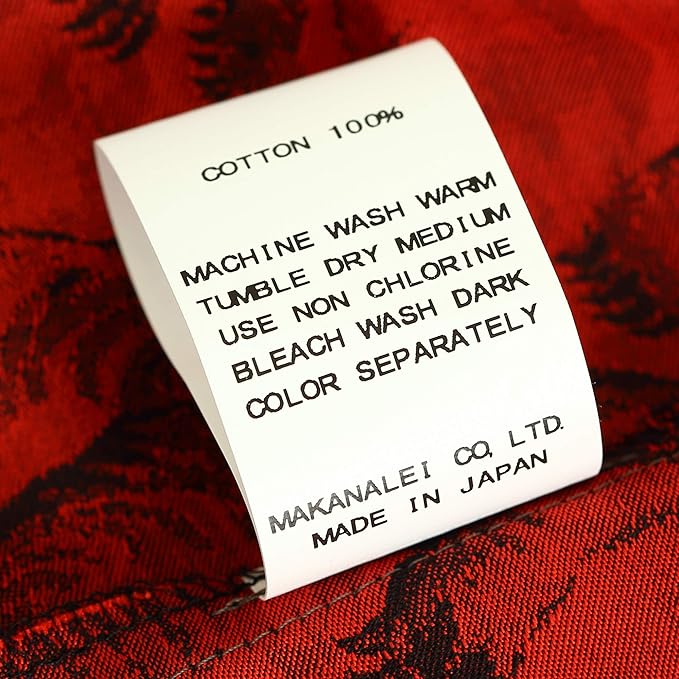 COTTON 100%
MACHINE WASH WARM
TUMBLE DRY MEDIUM
USE NON CHLORINE
BLEACH WASH DARK
COLOR SEPARATELY
MAKANALEI CO, LTD.
MADE IN JAPAN